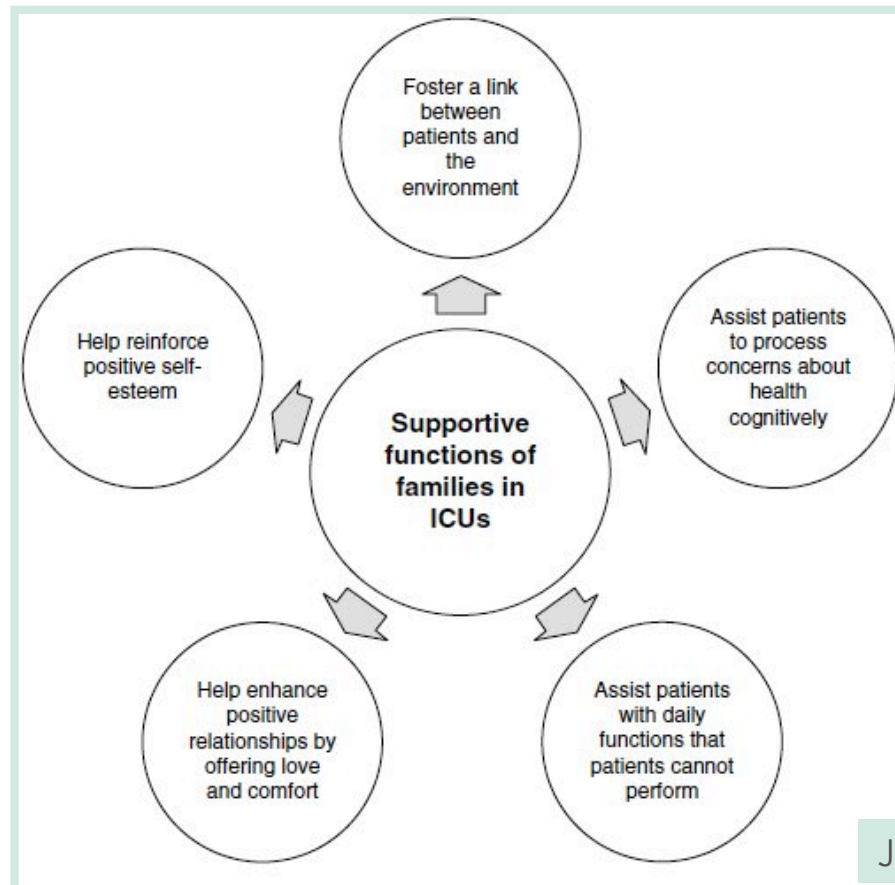 Foster a link
between
patients and
the
environment
Help reinforce
positive self-
esteem
Assist patients
to process
concerns about
health
cognitively
Supportive
functions of
families in
ICUs
Help enhance
positive
relationships by
offering love
and comfort
Assist patients
with daily
functions that
patients cannot
perform
J